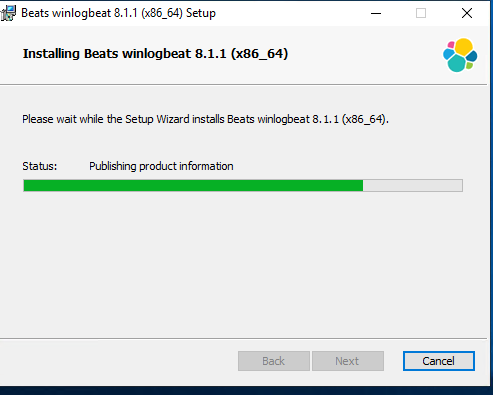 Beats winlogbeat 8.1.1 (x86_64) Setup
Installing Beats winlogbeat 8.1.1 (x86_64)
Please wait while the Setup Wizard installs Beats winlogbeat 8.1.1 (x86_64).
Status: Publishing product information
Back Next Cancel